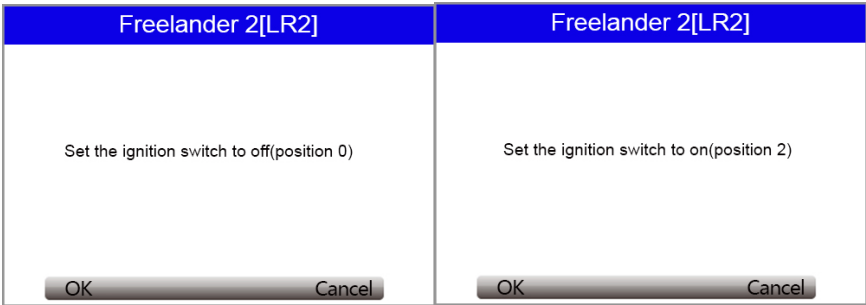 Freelander 2[LR2]
Set the ignition switch to off(position 0)
OK Cancel
Freelander 2[LR2]
Set the ignition switch to on(position 2)
OK Cancel